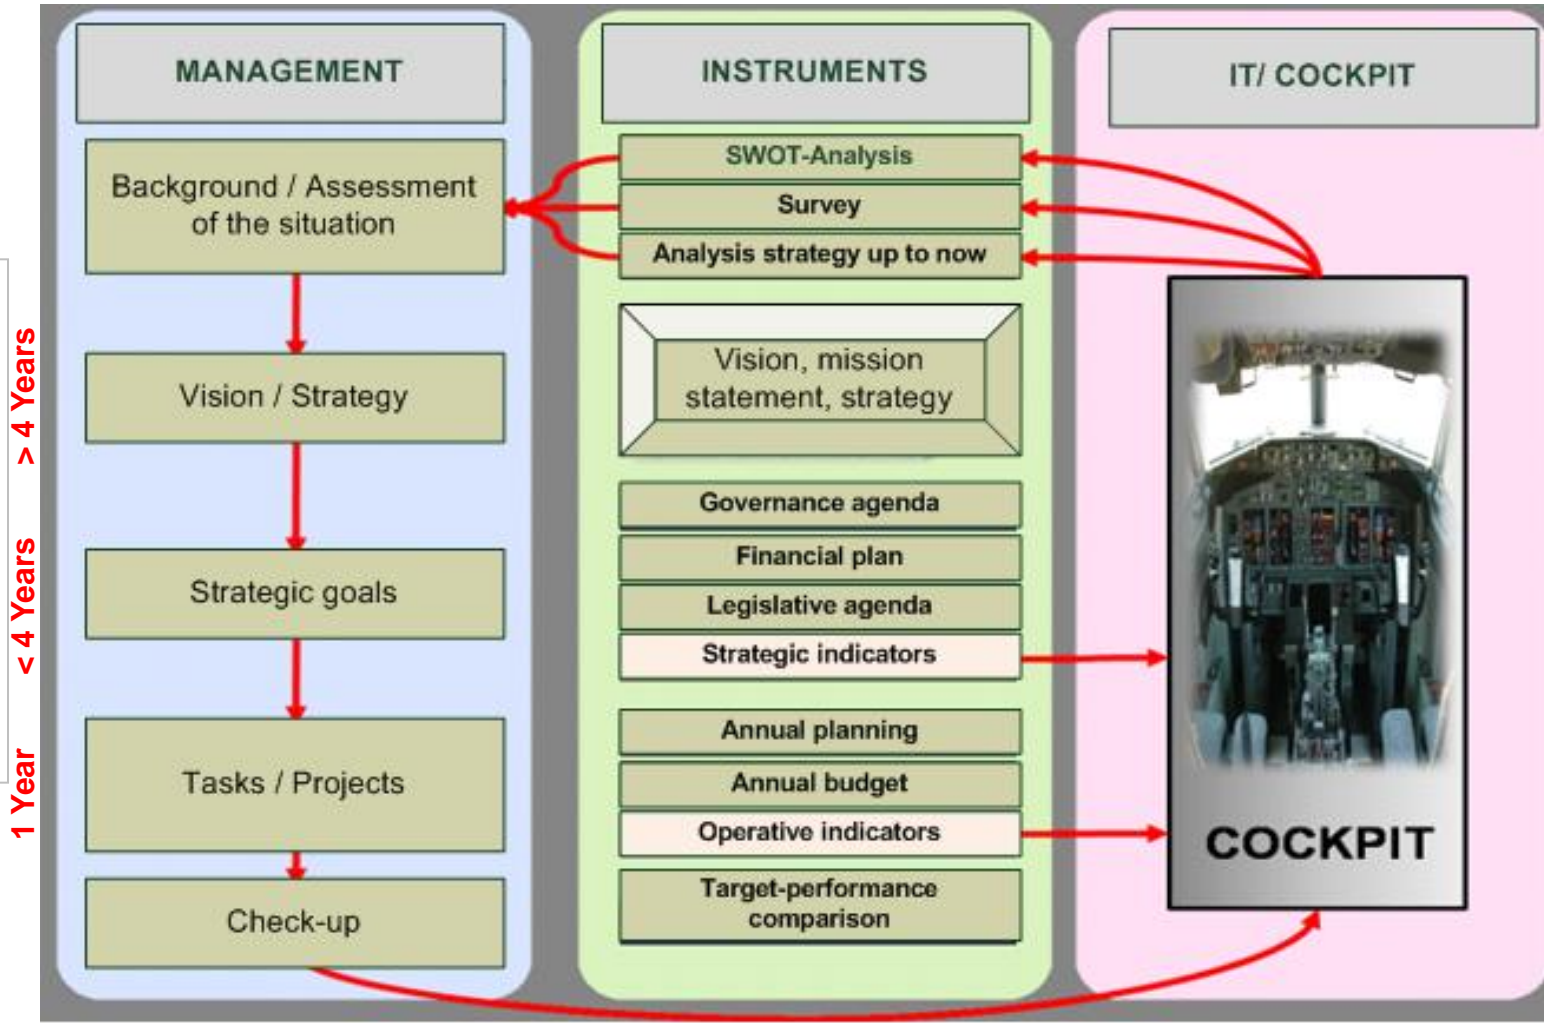 MANAGEMENT
Background / Assessment
of the situation
Vision / Strategy
Strategic goals
Tasks / Projects
Check-up
INSTRUMENTS
SWOT-Analysis
Survey
Analysis strategy up to now
Vision, mission
statement, strategy
Governance agenda
Financial plan
Legislative agenda
Strategic indicators
Annual planning
Annual budget
Operative indicators
Target-performance
comparison
IT/ COCKPIT
COCKPIT
> 4 Years
< 4 Years
1 Year